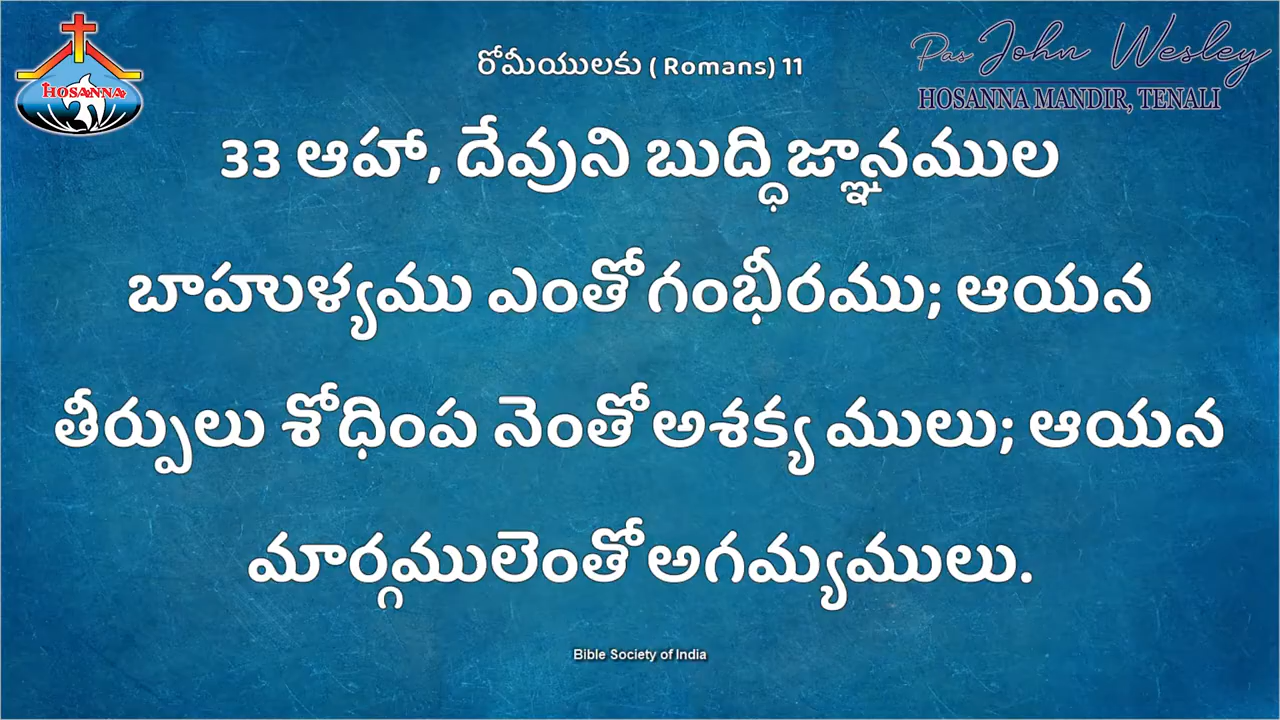 HOSANNA
రోమీయులకు ( Romans) 11
Pas John Wesley
HOSANNA MANDIR, TENALI
33 ఆహా, దేవుని బుద్ధి జ్ఞానముల
బాహుళ్యము ఎంతో గంభీరము; ఆయన
తీర్పులు శోధింప నెంతో అశక్య ములు; ఆయన
మార్గములెంతో అగమ్యములు.
Bible Society of India